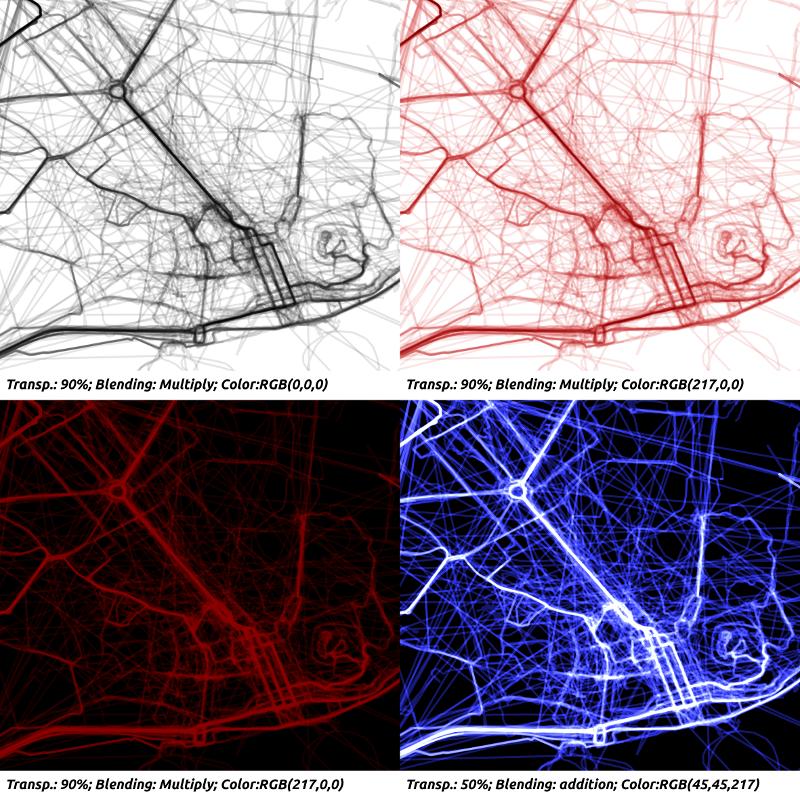 Transp.: 90%; Blending: Multiply; Color:RGB(0,0,0)
Transp.: 90%; Blending: Multiply; Color:RGB(217,0,0)
Transp.: 90%; Blending: Multiply; Color:RGB(217,0,0)
Transp.: 50%; Blending: addition; Color:RGB(45,45,217)